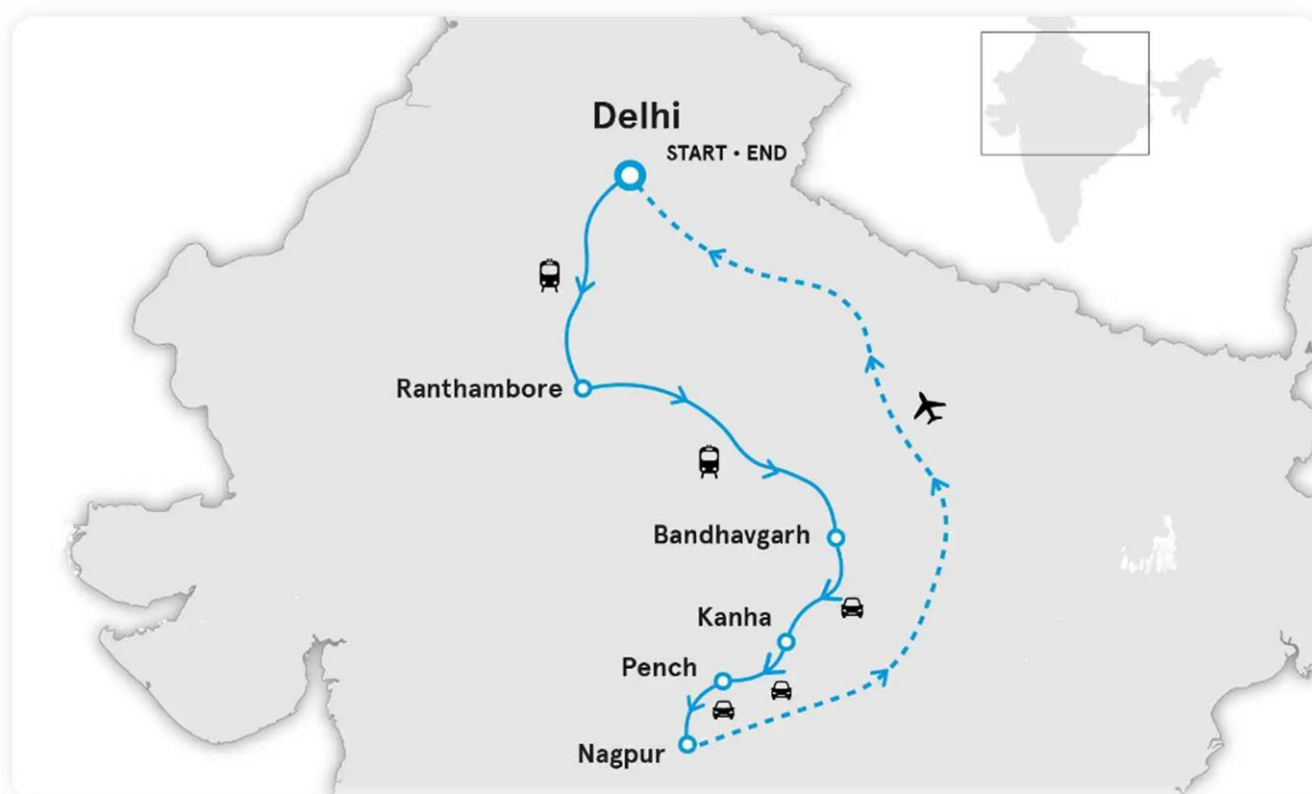 Delhi
START • END
Ranthambore
Bandhavgarh
Kanha
Pench
Nagpur